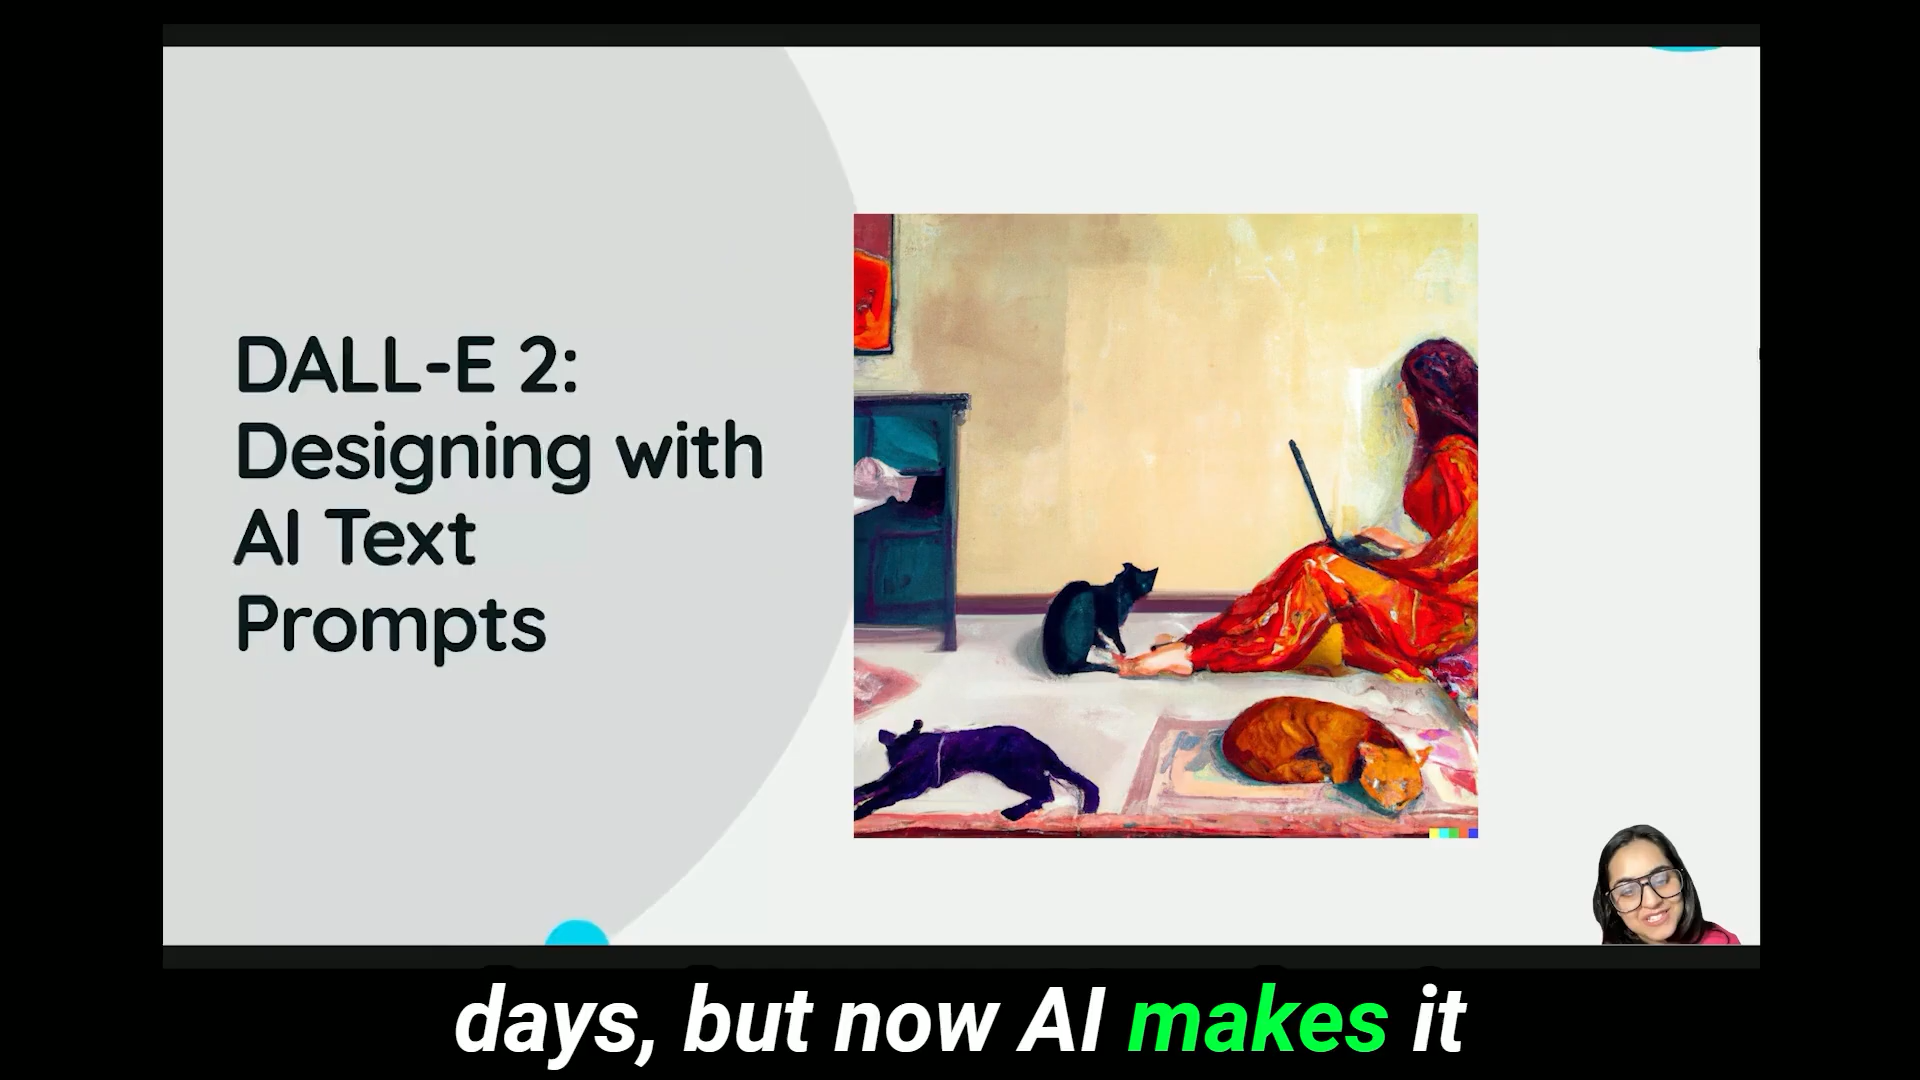 DALL-E 2:
Designing with
AI Text
Prompts
days, but now AI makes it